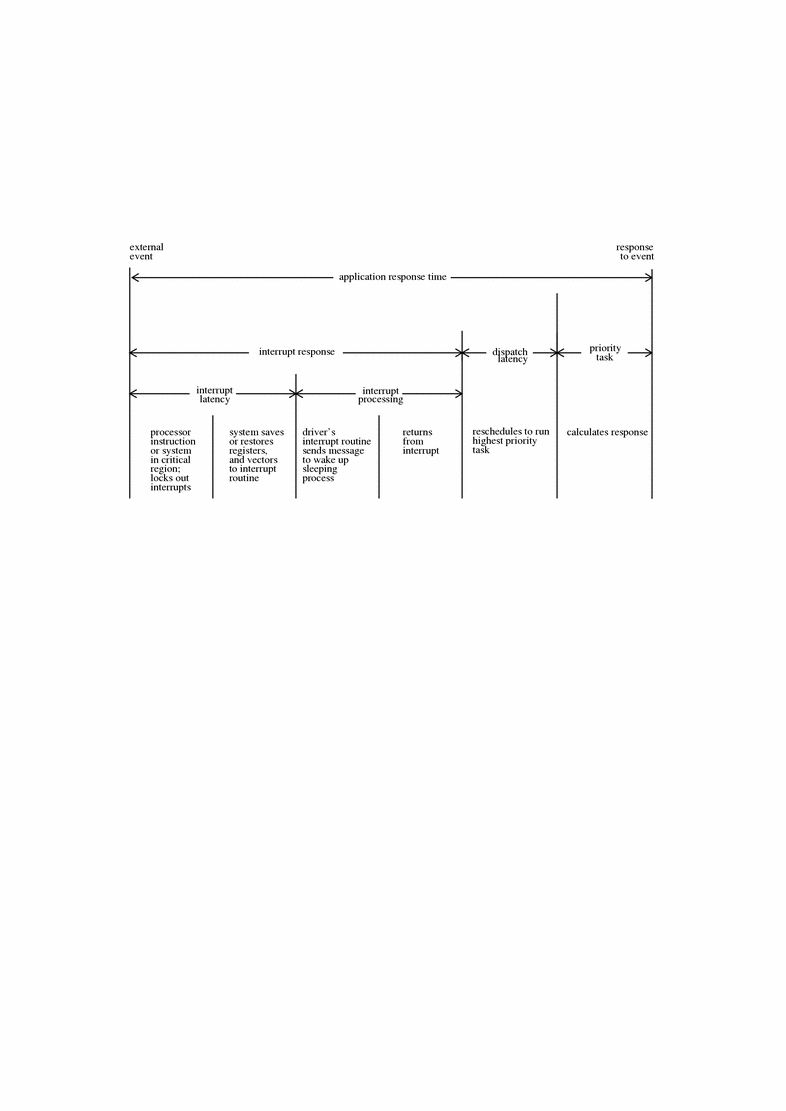 external
event
response
to event
application response time
interrupt response
dispatch
latency
priority
task
interrupt
latency
interrupt
processing
processor
instruction
or system
in critical
region;
locks out
interrupts
system saves
or restores
registers,
and vectors
to interrupt
routine
driver's
interrupt routine
sends message
to wake up
sleeping
process
returns
from
interrupt
reschedules to run
highest priority
task
calculates response